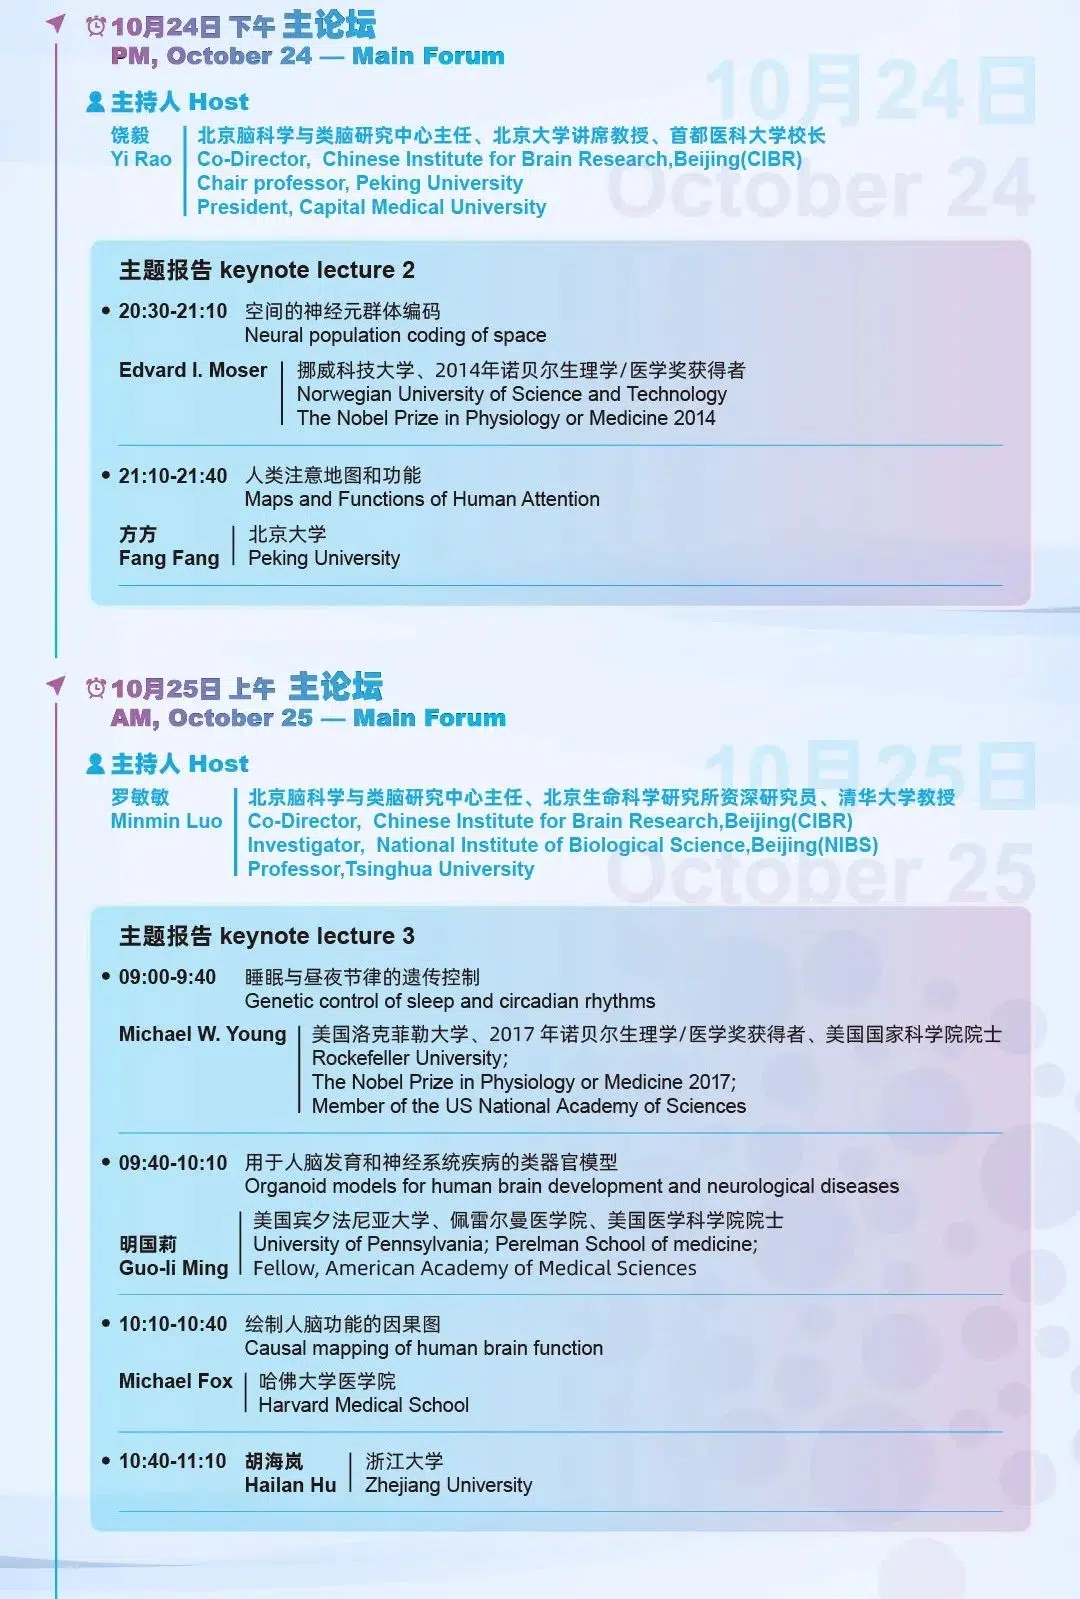 10月24日 下午 主论坛
PM, October 24 — Main Forum
10月24日
October 24
主持人 Host
饶毅
Yi Rao
北京脑科学与类脑研究中心主任、北京大学讲席教授、首都医科大学校长
Co-Director, Chinese Institute for Brain Research,Beijing(CIBR)
Chair professor, Peking University
President, Capital Medical University
主题报告 keynote lecture 2
• 20:30-21:10 空间的神经元群体编码
Neural population coding of space
Edvard I. Moser
挪威科技大学、2014年诺贝尔生理学/医学奖获得者
Norwegian University of Science and Technology
The Nobel Prize in Physiology or Medicine 2014
• 21:10-21:40 人类注意地图和功能
Maps and Functions of Human Attention
方方
Fang Fang
北京大学
Peking University
10月25日 上午 主论坛
AM, October 25 — Main Forum
10月25日
October 25
主持人 Host
罗敏敏
Minmin Luo
北京脑科学与类脑研究中心主任、北京生命科学研究所资深研究员、清华大学教授
Co-Director, Chinese Institute for Brain Research,Beijing(CIBR)
Investigator, National Institute of Biological Science,Beijing(NIBS)
Professor,Tsinghua University
主题报告 keynote lecture 3
• 09:00-9:40 睡眠与昼夜节律的遗传控制
Genetic control of sleep and circadian rhythms
Michael W. Young
美国洛克菲勒大学、2017 年诺贝尔生理学/医学奖获得者、美国国家科学院院士
Rockefeller University;
The Nobel Prize in Physiology or Medicine 2017;
Member of the US National Academy of Sciences
• 09:40-10:10 用于人脑发育和神经系统疾病的类器官模型
Organoid models for human brain development and neurological diseases
明国莉
Guo-li Ming
美国宾夕法尼亚大学、佩雷尔曼医学院、美国医学科学院院士
University of Pennsylvania; Perelman School of medicine;
Fellow, American Academy of Medical Sciences
• 10:10-10:40 绘制人脑功能的因果图
Causal mapping of human brain function
Michael Fox
哈佛大学医学院
Harvard Medical School
• 10:40-11:10 胡海岚
Hailan Hu
浙江大学
Zhejiang University